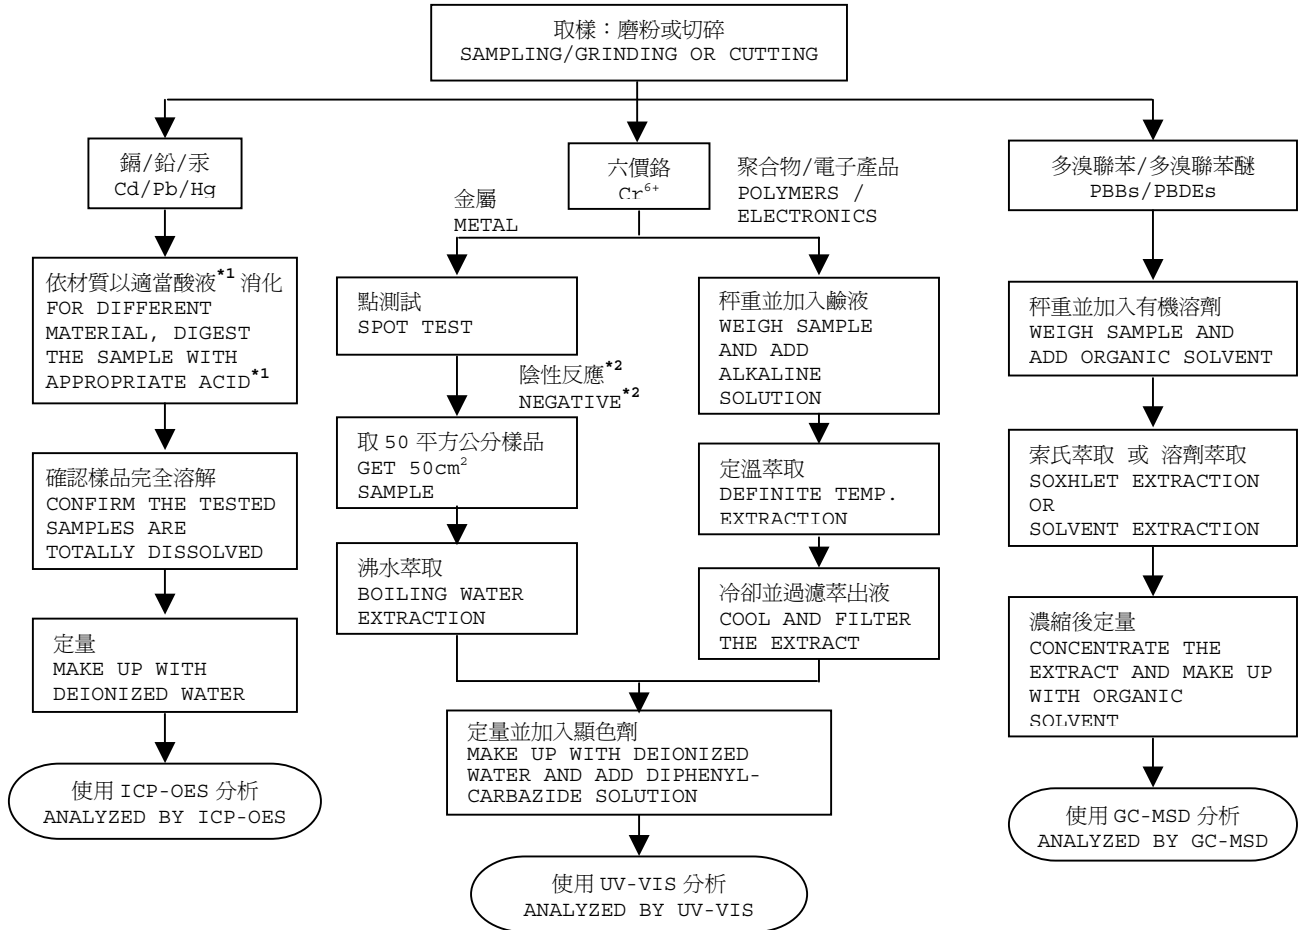 取樣：磨粉或切碎
SAMPLING/GRINDING OR CUTTING
鎘/鉛/汞
Cd/Pb/Hg
依材質以適當酸液*1 消化
FOR DIFFERENT
MATERIAL, DIGEST
THE SAMPLE WITH
APPROPRIATE ACID*1
確認樣品完全溶解
CONFIRM THE TESTED
SAMPLES ARE
TOTALLY DISSOLVED
定量
MAKE UP WITH
DEIONIZED WATER
使用 ICP-OES 分析
ANALYZED BY ICP-OES
六價鉻
Cr6+
金屬
METAL
聚合物/電子產品
POLYMERS /
ELECTRONICS
點測試
SPOT TEST
陰性反應*2
NEGATIVE*2
取 50 平方公分樣品
GET 50cm2
SAMPLE
沸水萃取
BOILING WATER
EXTRACTION
秤重並加入鹼液
WEIGH SAMPLE
AND ADD
ALKALINE
SOLUTION
定溫萃取
DEFINITE TEMP.
EXTRACTION
冷卻並過濾萃出液
COOL AND FILTER
THE EXTRACT
定量並加入顯色劑
MAKE UP WITH DEIONIZED
WATER AND ADD DIPHENYL-
CARBAZIDE SOLUTION
使用 UV-VIS 分析
ANALYZED BY UV-VIS
多溴聯苯/多溴聯苯醚
PBBs/PBDEs
秤重並加入有機溶劑
WEIGH SAMPLE AND
ADD ORGANIC SOLVENT
索氏萃取 或 溶劑萃取
SOXHLET EXTRACTION
OR
SOLVENT EXTRACTION
濃縮後定量
CONCENTRATE THE
EXTRACT AND MAKE UP
WITH ORGANIC
SOLVENT
使用 GC-MSD 分析
ANALYZED BY GC-MSD